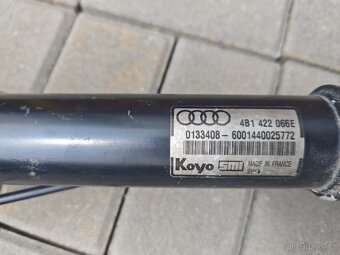 4B1 422 066E
0133408- 6001440025772
Koyo SMI MADE IN FRANCE